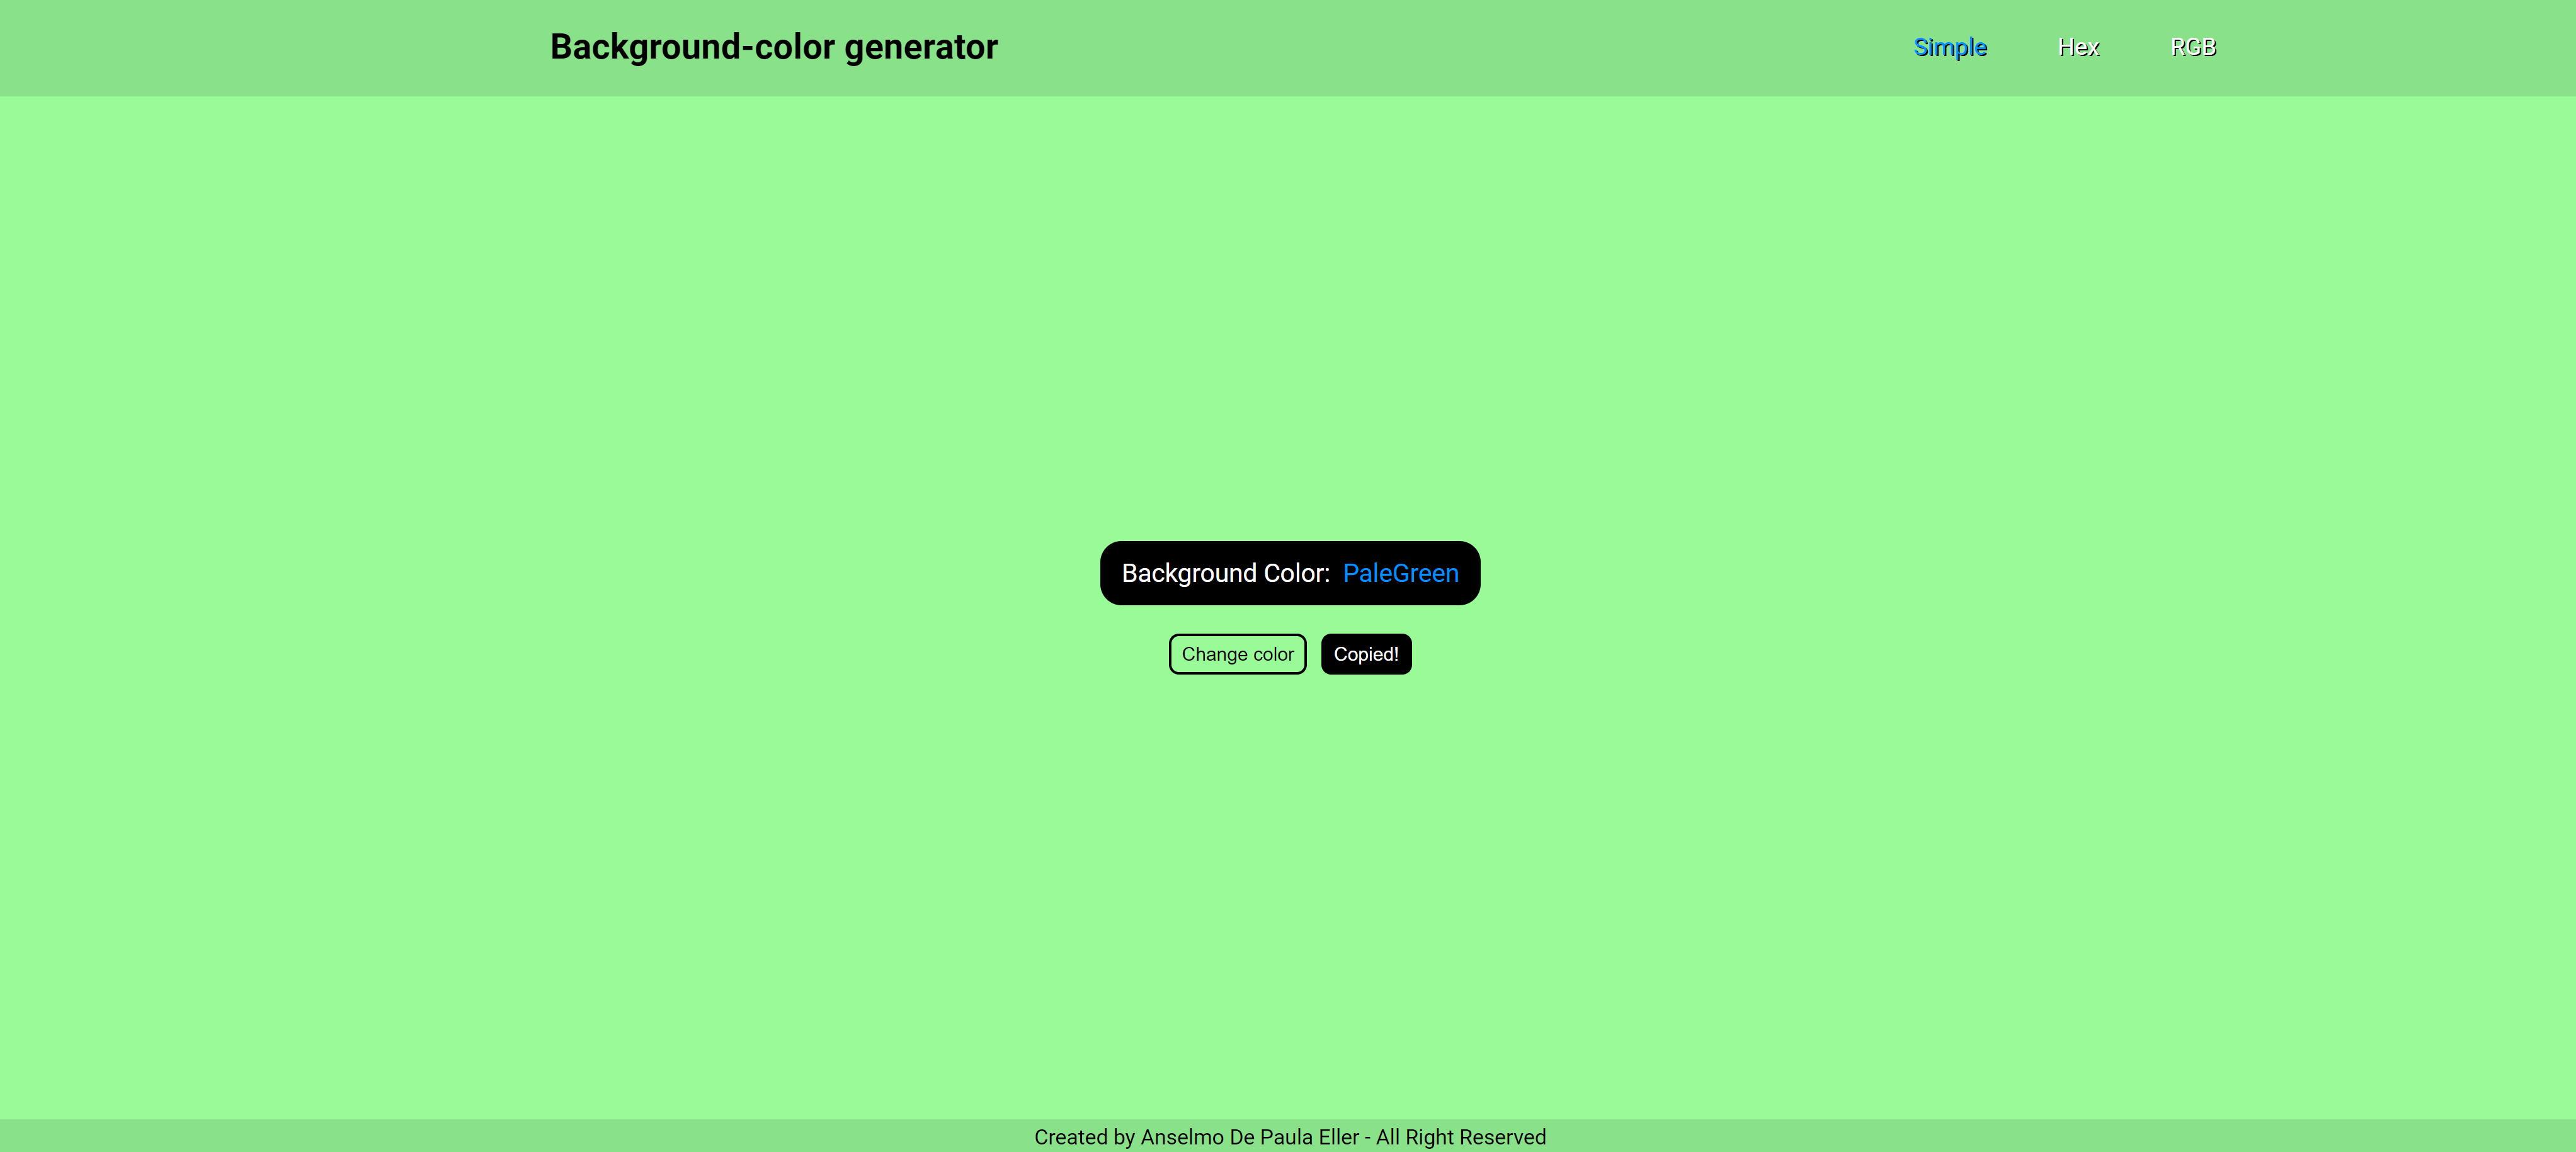 Background-color generator
Simple Hex RGB
Background Color: PaleGreen
Change color Copied!
Created by Anselmo De Paula Eller - All Right Reserved